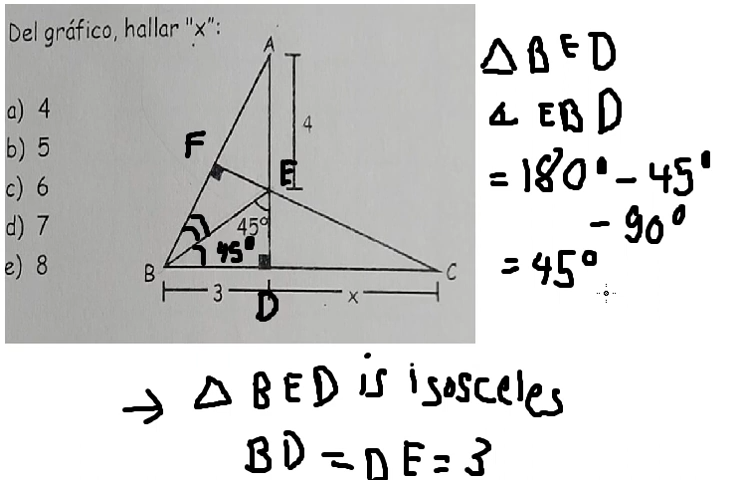 Del gráfico, hallar "x":
a) 4
b) 5
c) 6
d) 7
e) 8
A
4
F
E
45°
45°
B
3
D
x
C
△ BED
∡ EBD
= 180° - 45°
- 90°
= 45°
→ △ BED is isosceles
BD = DE = 3